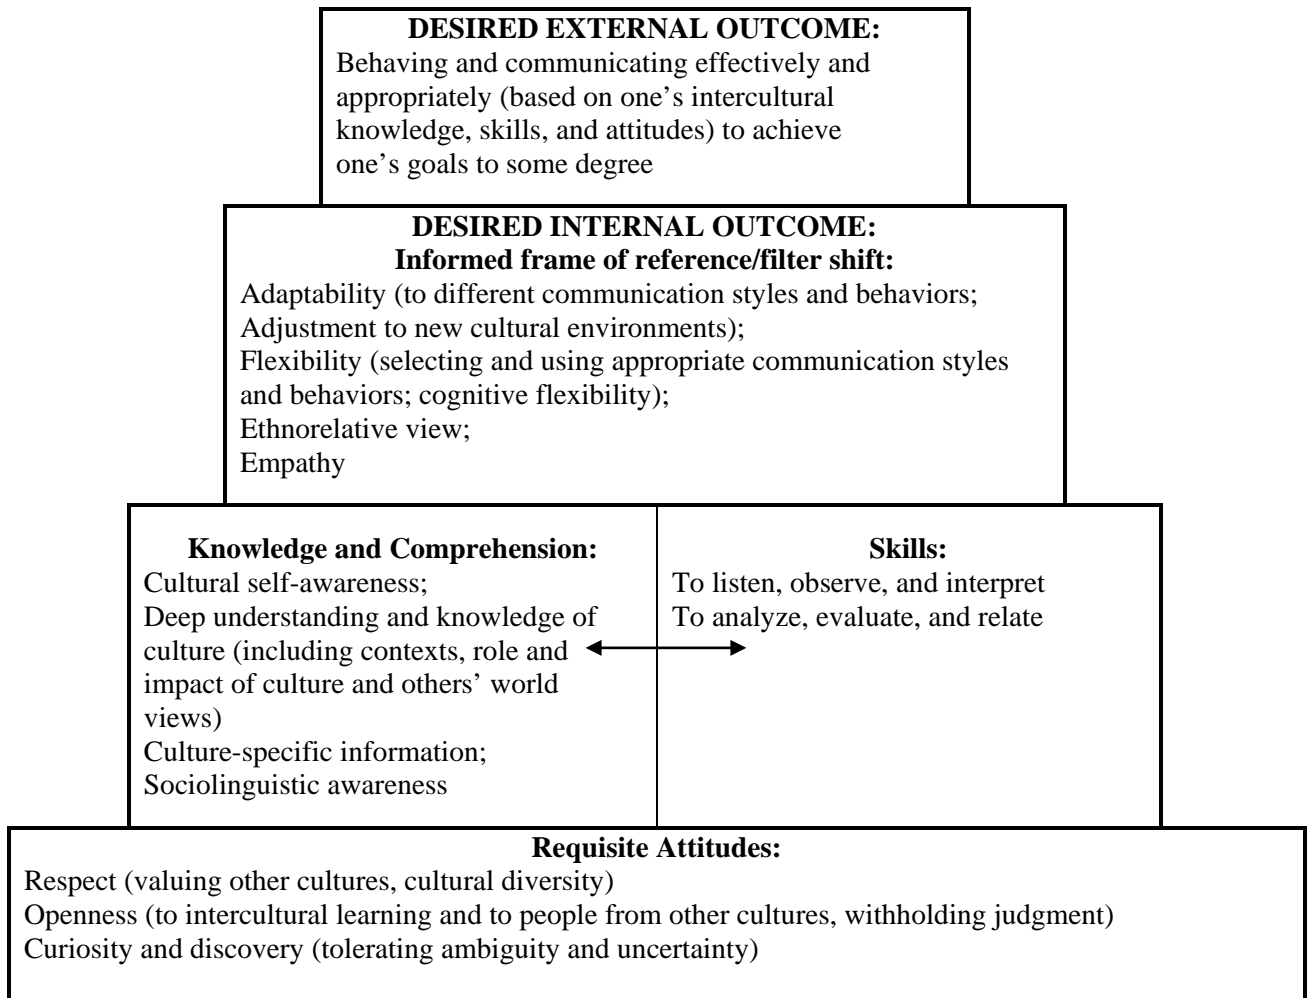 DESIRED EXTERNAL OUTCOME:
Behaving and communicating effectively and
appropriately (based on one’s intercultural
knowledge, skills, and attitudes) to achieve
one’s goals to some degree
DESIRED INTERNAL OUTCOME:
Informed frame of reference/filter shift:
Adaptability (to different communication styles and behaviors;
Adjustment to new cultural environments);
Flexibility (selecting and using appropriate communication styles
and behaviors; cognitive flexibility);
Ethnorelative view;
Empathy
Knowledge and Comprehension:
Cultural self-awareness;
Deep understanding and knowledge of
culture (including contexts, role and
impact of culture and others’ world
views)
Culture-specific information;
Sociolinguistic awareness
Skills:
To listen, observe, and interpret
To analyze, evaluate, and relate
Requisite Attitudes:
Respect (valuing other cultures, cultural diversity)
Openness (to intercultural learning and to people from other cultures, withholding judgment)
Curiosity and discovery (tolerating ambiguity and uncertainty)